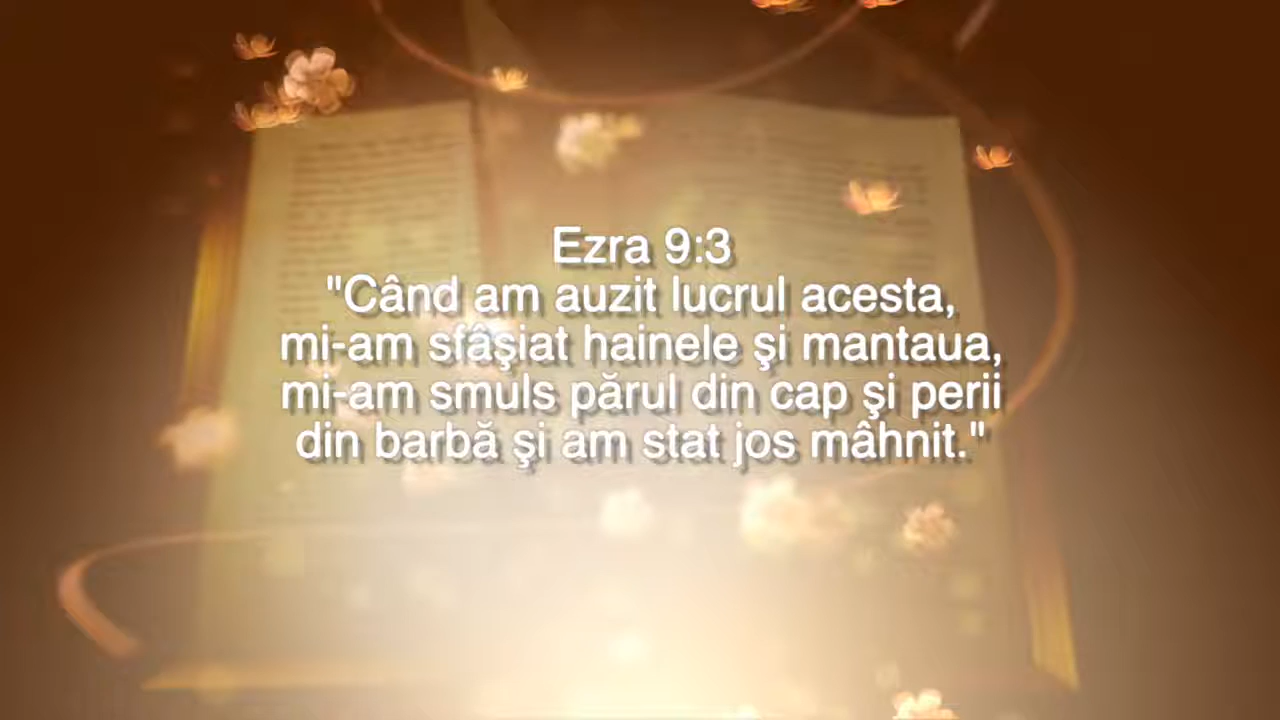 Ezra 9:3
"Când am auzit lucrul acesta,
mi-am sfâşiat hainele şi mantaua,
mi-am smuls părul din cap şi perii
din barbă şi am stat jos mâhnit."